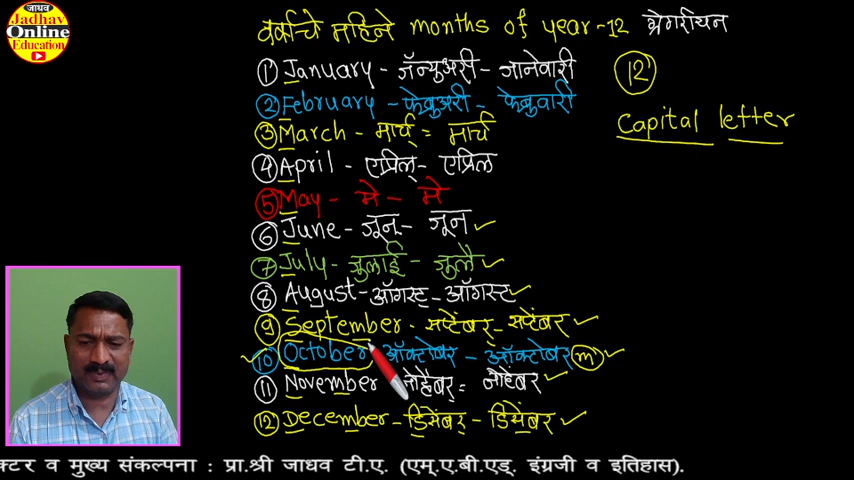 जाधव
Jadhav
Online
Education
वर्षाचे महिने months of year-12 ग्रेगरीयन
① January - जॅन्युअरी - जानेवारी
② February - फेब्रुअरी - फेब्रुवारी
③ March - मार्च् = मार्च
④ April - एप्रिल् - एप्रिल
⑤ May - मे - मे
⑥ June - जून् - जून ✓
⑦ July - जुलाई - जुलै ✓
⑧ August - ऑगस्ट् - ऑगस्ट ✓
⑨ September - सप्टेंबर् - सप्टेंबर ✓
⑩ October ऑक्टोबर - ऑक्टोबर m
⑪ November नोव्हेंबर् = नोव्हेंबर ✓
⑫ December - डिसेंबर् - डिसेंबर ✓
12
Capital letter
क्टर व मुख्य संकल्पना : प्रा.श्री जाधव टी.ए. (एम्.ए.बी.एड्. इंग्रजी व इतिहास).